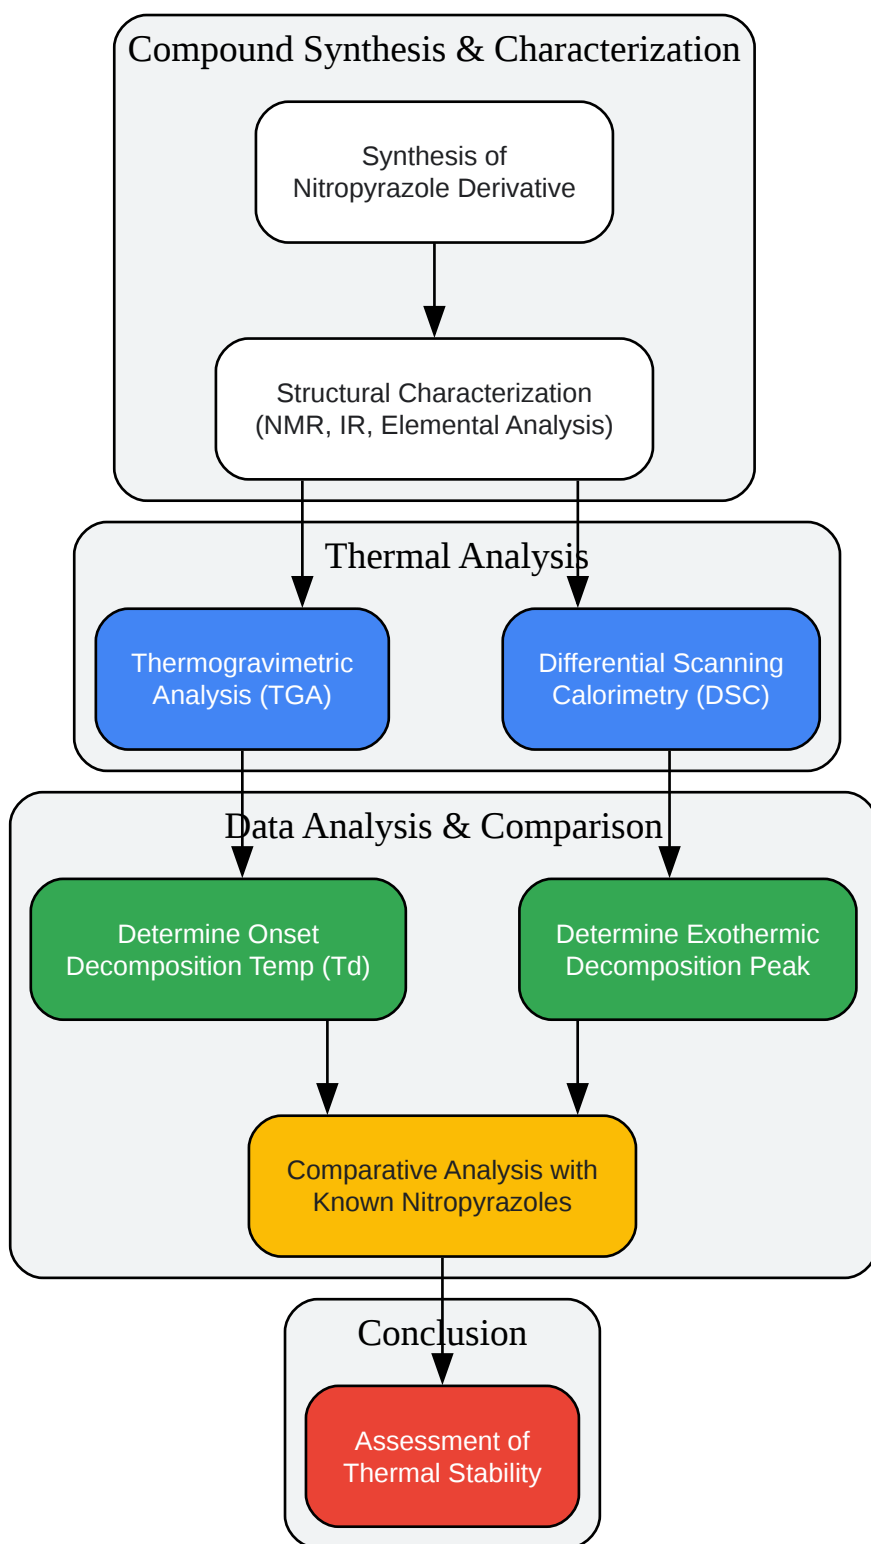 Compound Synthesis & Characterization
Synthesis of
Nitropyrazole Derivative
Structural Characterization
(NMR, IR, Elemental Analysis)
Thermal Analysis
Thermogravimetric
Analysis (TGA)
Differential Scanning
Calorimetry (DSC)
Data Analysis & Comparison
Determine Onset
Decomposition Temp (Td)
Determine Exothermic
Decomposition Peak
Comparative Analysis with
Known Nitropyrazoles
Conclusion
Assessment of
Thermal Stability